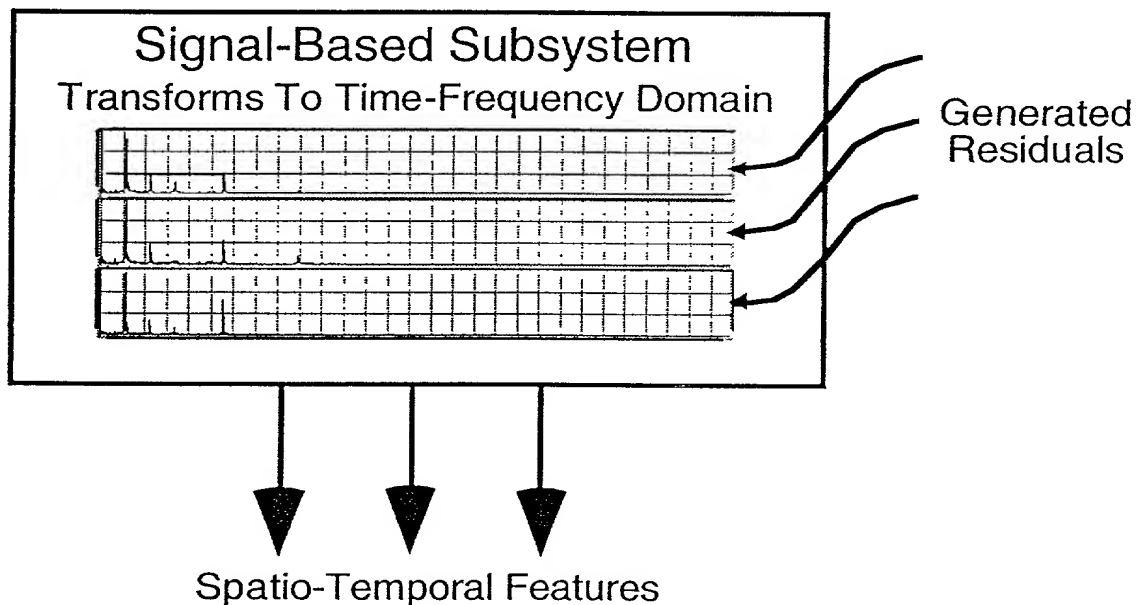 Signal-Based Subsystem
Transforms To Time-Frequency Domain
Generated
Residuals
Spatio-Temporal Features